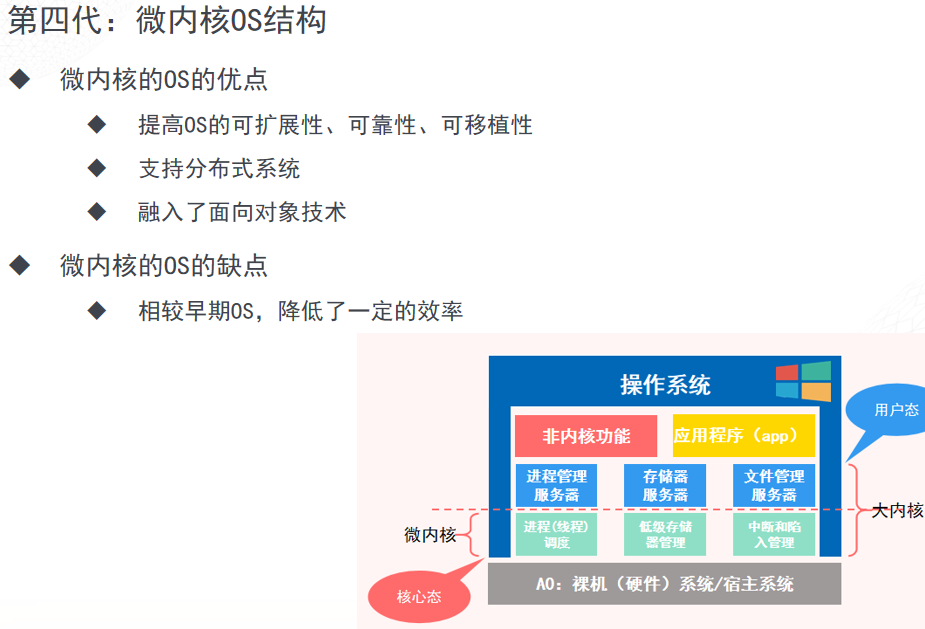 第四代：微内核OS结构
微内核的OS的优点
提高OS的可扩展性、可靠性、可移植性
支持分布式系统
融入了面向对象技术
微内核的OS的缺点
相较早期OS，降低了一定的效率
操作系统
用户态
非内核功能
应用程序（app）
进程管理
服务器
存储器
服务器
文件管理
服务器
大内核
微内核
进程(线程)
调度
低级存储
器管理
中断和陷
入管理
核心态
A0：裸机（硬件）系统/宿主系统